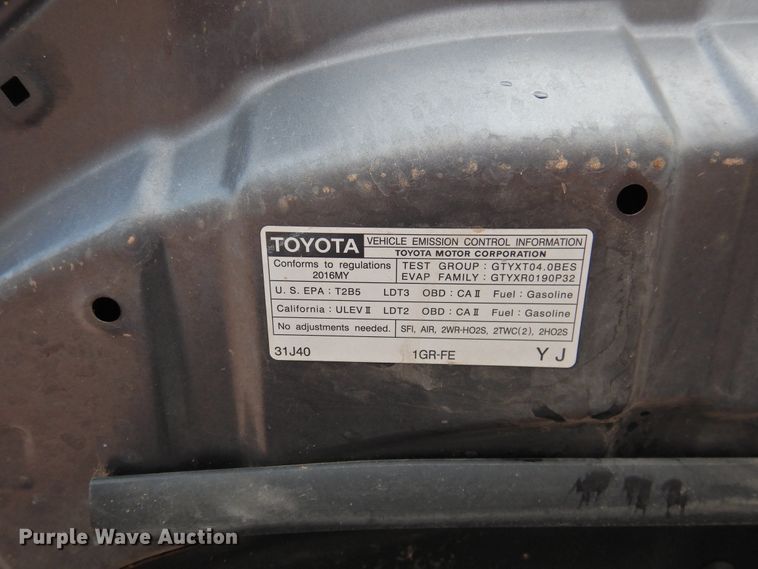 TOYOTA VEHICLE EMISSION CONTROL INFORMATION
TOYOTA MOTOR CORPORATION
Conforms to regulations
2016MY
TEST GROUP : GTYXT04.0BES
EVAP FAMILY : GTYXR0190P32
U. S. EPA : T2B5 LDT3 OBD : CA II Fuel : Gasoline
California : ULEV II LDT2 OBD : CA II Fuel : Gasoline
No adjustments needed. SFI, AIR, 2WR-HO2S, 2TWC(2), 2HO2S
31J40 1GR-FE Y J
Purple Wave Auction